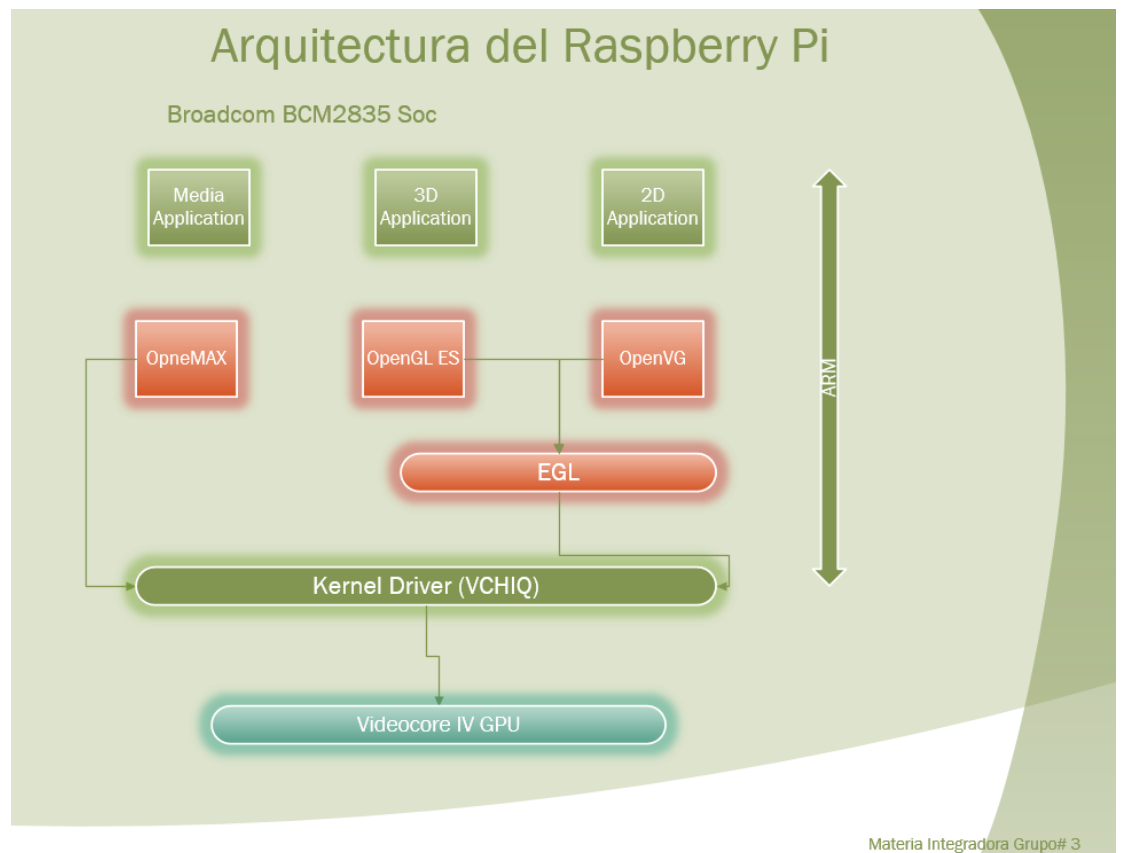 Arquitectura del Raspberry Pi
Broadcom BCM2835 Soc
Media
Application
3D
Application
2D
Application
OpneMAX
OpenGL ES
OpenVG
ARM
EGL
Kernel Driver (VCHIQ)
Videocore IV GPU
Materia Integradora Grupo# 3